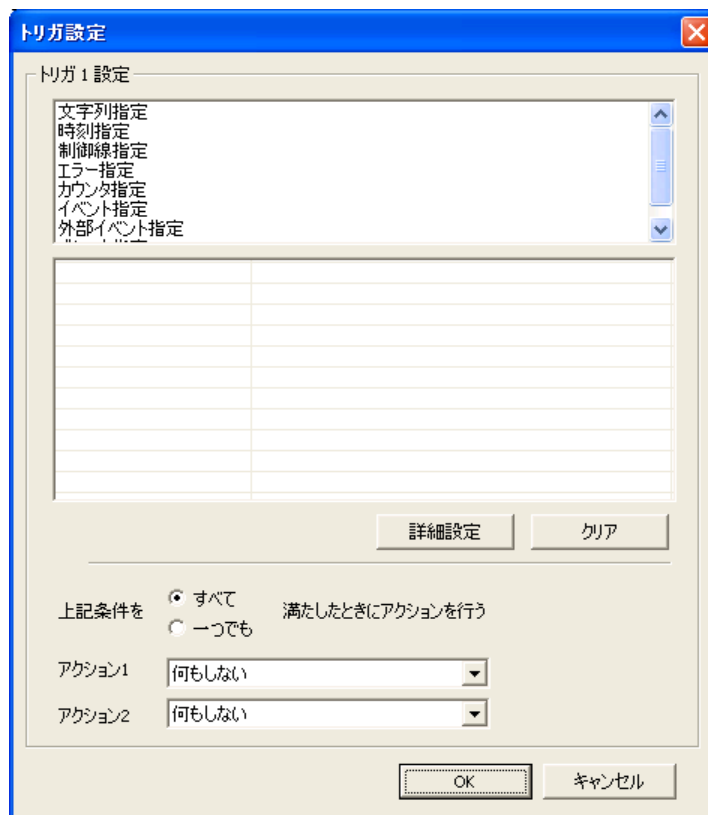 トリガ設定
トリガ 1 設定
文字列指定
時刻指定
制御線指定
エラー指定
カウンタ指定
イベント指定
外部イベント指定
詳細設定 クリア
上記条件を
すべて
一つでも
満たしたときにアクションを行う
アクション1 何もしない
アクション2 何もしない
OK キャンセル